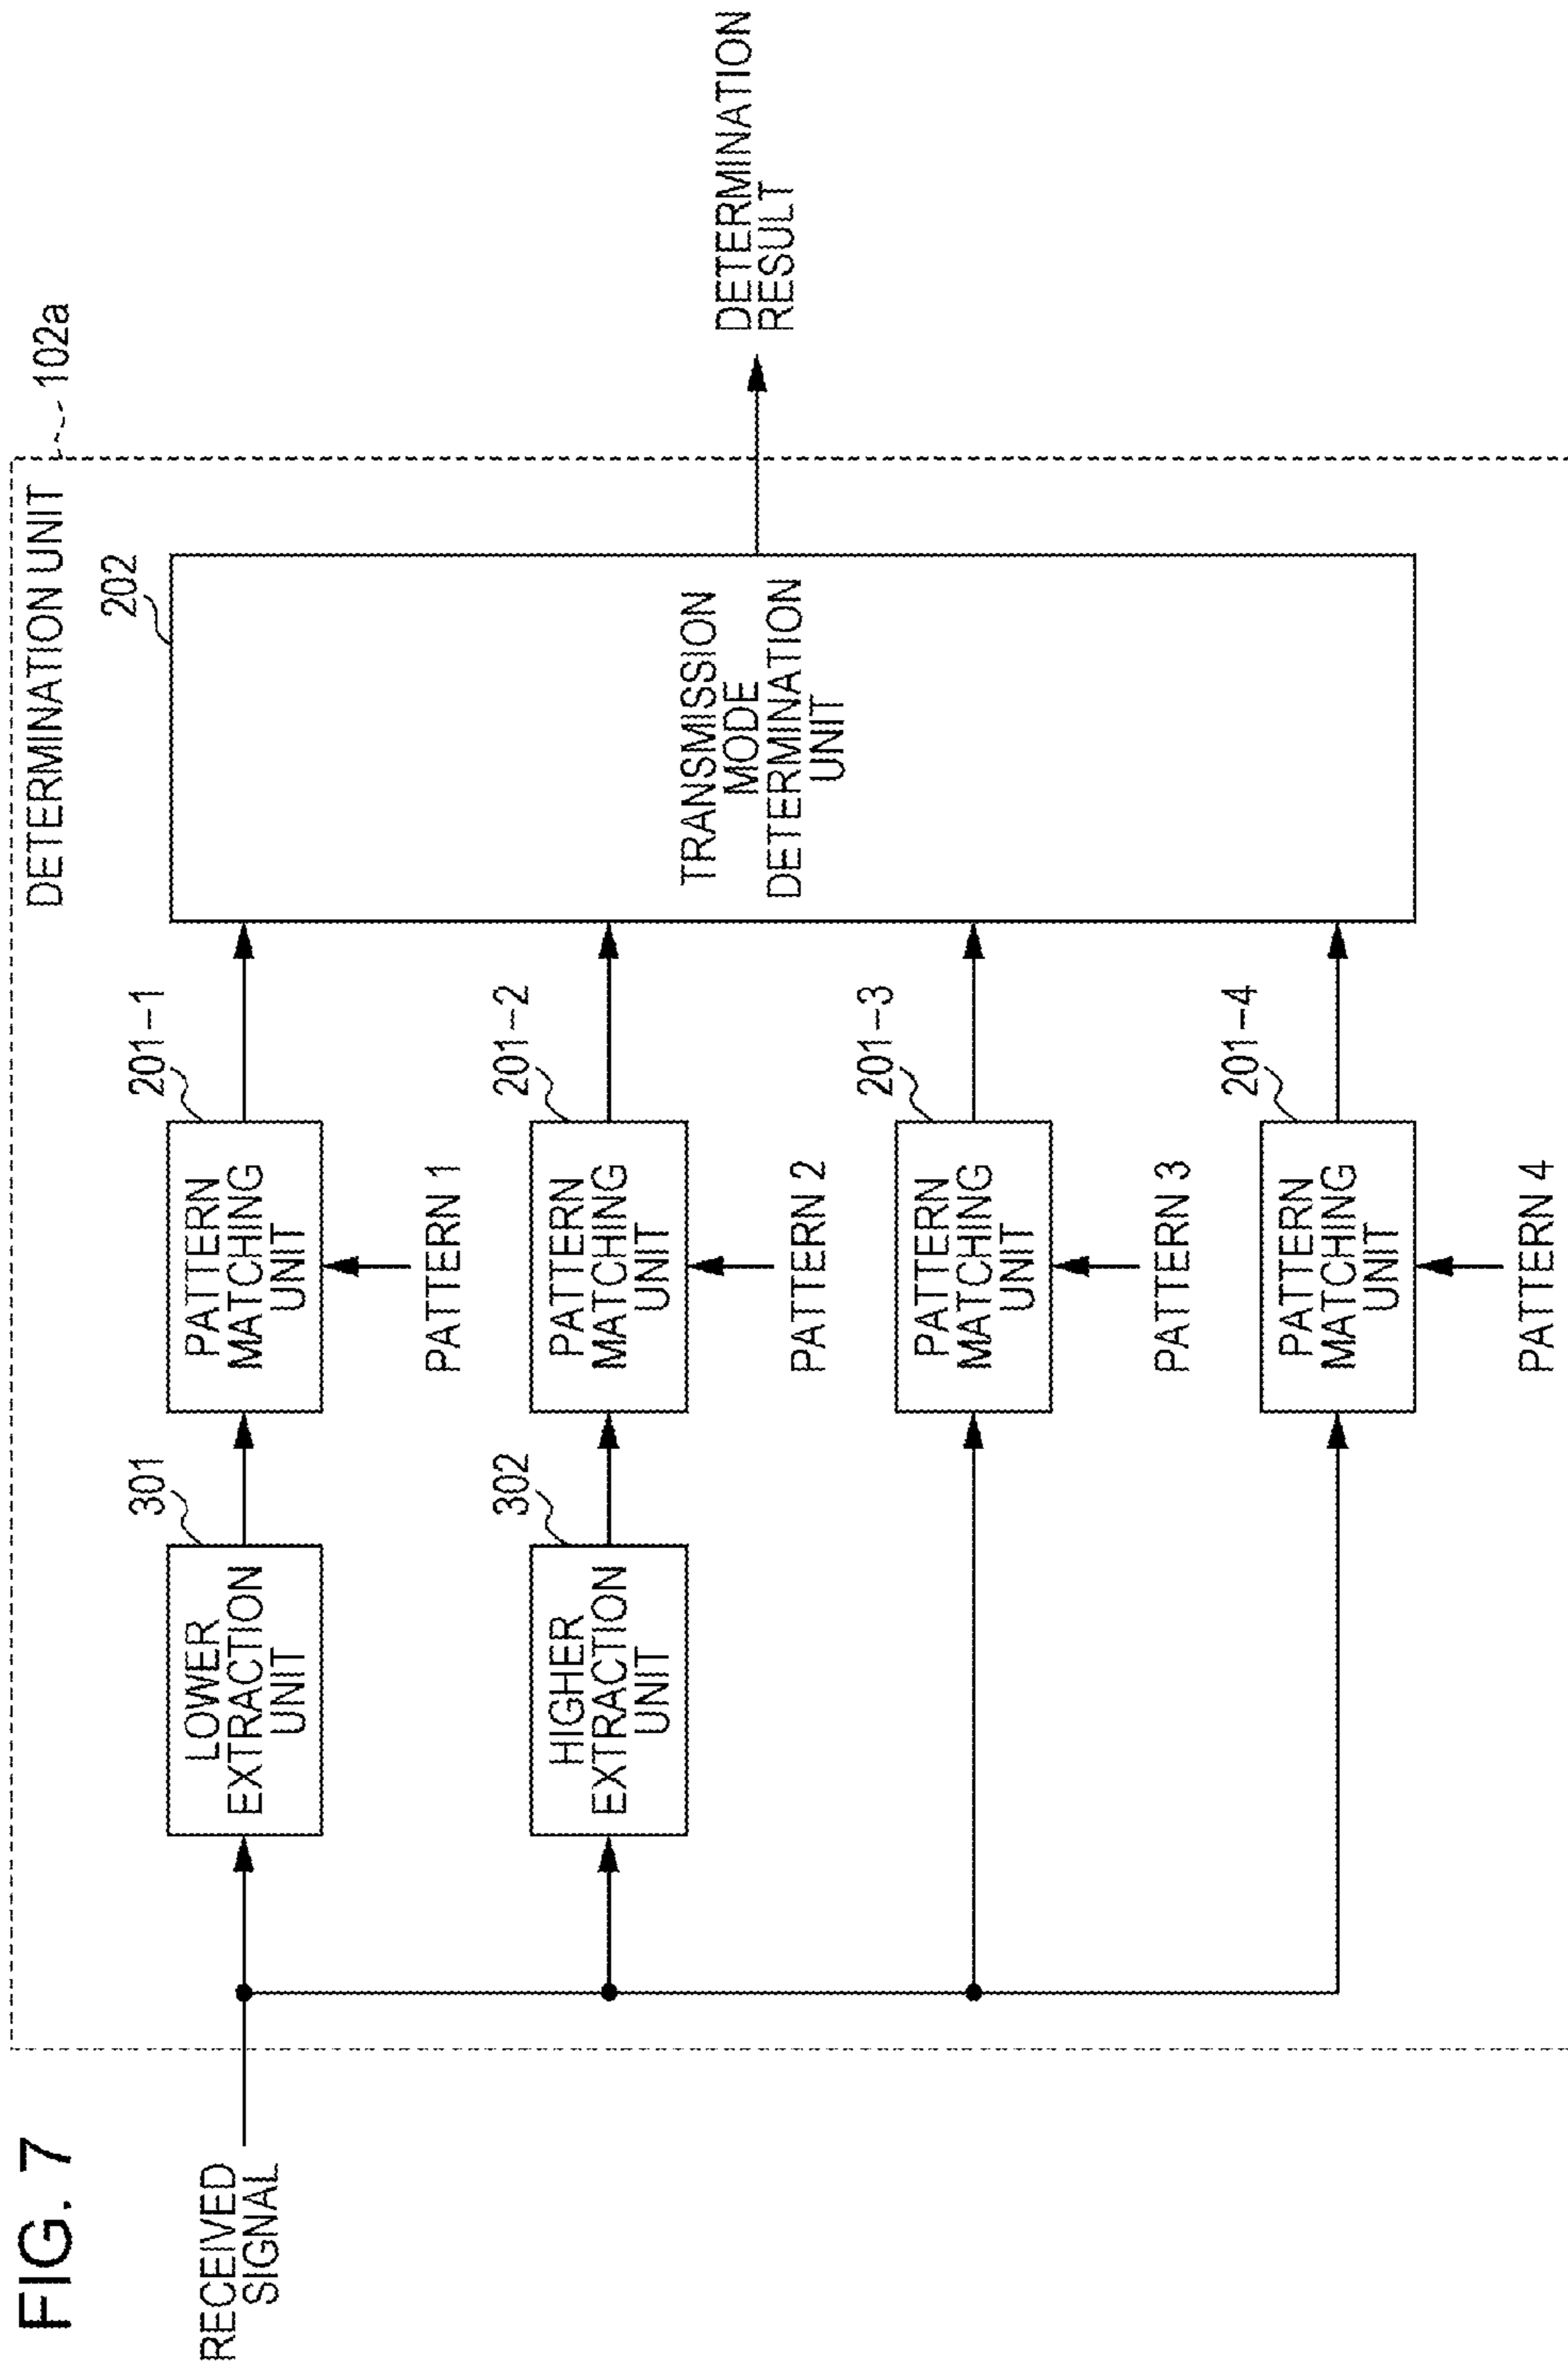 FIG. 7
DETERMINATION UNIT
102a
RECEIVED
SIGNAL
301
LOWER
EXTRACTION
UNIT
201-1
PATTERN
MATCHING
UNIT
PATTERN 1
302
HIGHER
EXTRACTION
UNIT
201-2
PATTERN
MATCHING
UNIT
PATTERN 2
201-3
PATTERN
MATCHING
UNIT
PATTERN 3
201-4
PATTERN
MATCHING
UNIT
PATTERN 4
202
TRANSMISSION
MODE
DETERMINATION
UNIT
DETERMINATION
RESULT